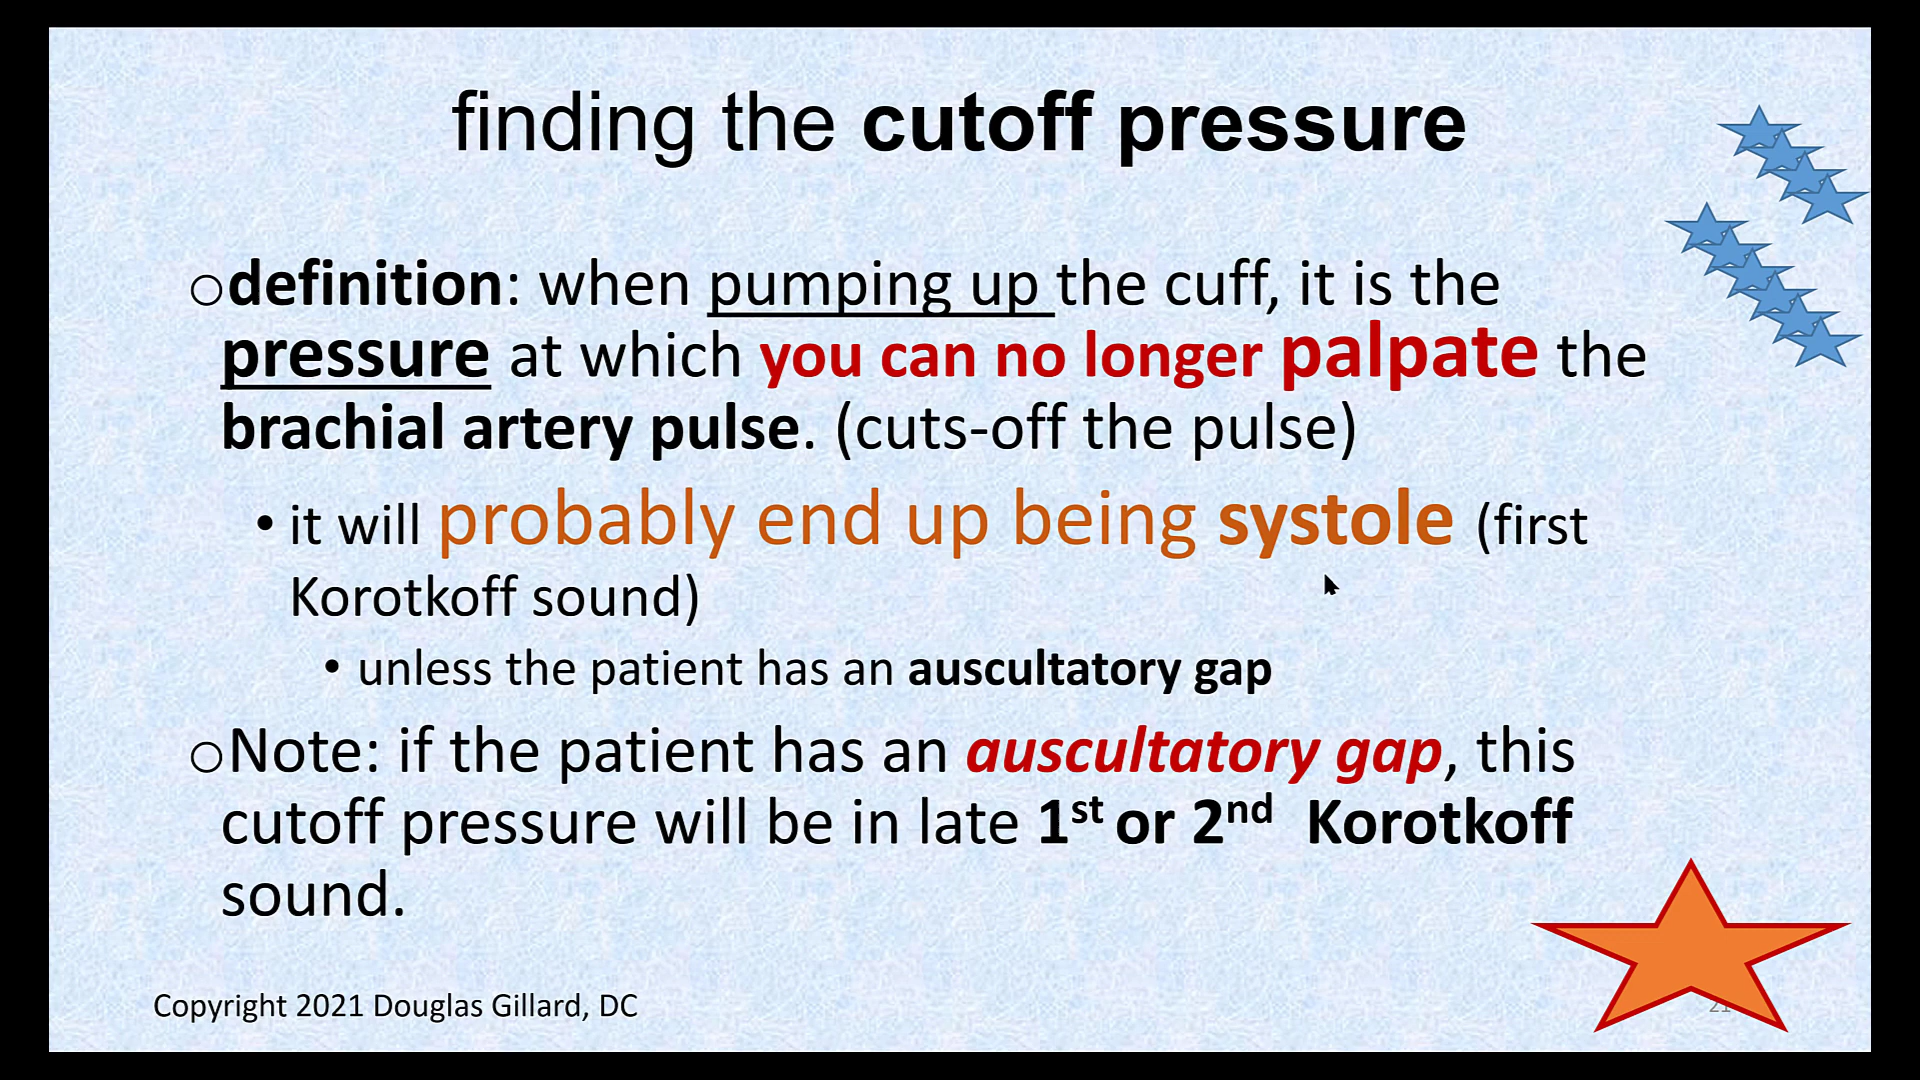 finding the cutoff pressure
odefinition: when pumping up the cuff, it is the
pressure at which you can no longer palpate the
brachial artery pulse. (cuts-off the pulse)
• it will probably end up being systole (first
Korotkoff sound)
• unless the patient has an auscultatory gap
oNote: if the patient has an auscultatory gap, this
cutoff pressure will be in late 1st or 2nd Korotkoff
sound.
Copyright 2021 Douglas Gillard, DC